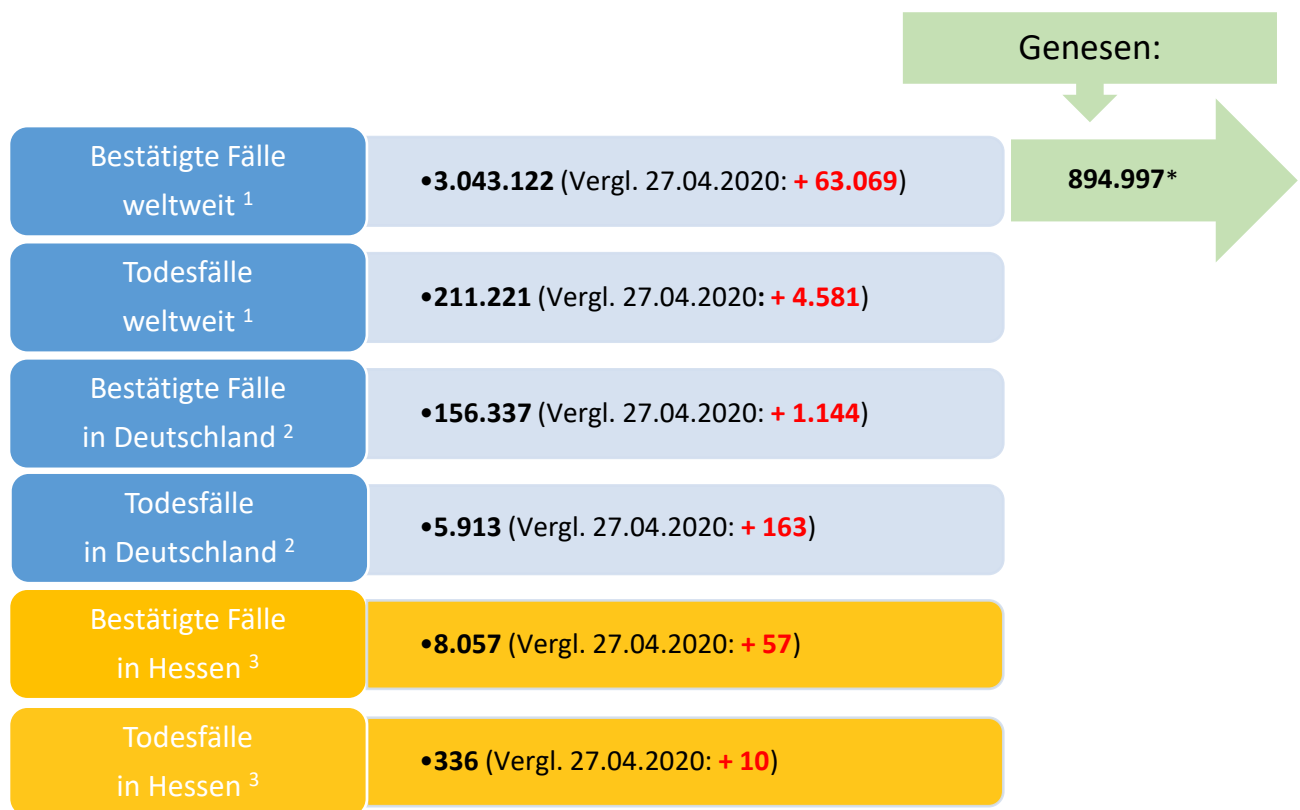 Genesen:
Bestätigte Fälle
weltweit ¹
•3.043.122 (Vergl. 27.04.2020: + 63.069)
894.997*
Todesfälle
weltweit ¹
•211.221 (Vergl. 27.04.2020: + 4.581)
Bestätigte Fälle
in Deutschland ²
•156.337 (Vergl. 27.04.2020: + 1.144)
Todesfälle
in Deutschland ²
•5.913 (Vergl. 27.04.2020: + 163)
Bestätigte Fälle
in Hessen ³
•8.057 (Vergl. 27.04.2020: + 57)
Todesfälle
in Hessen ³
•336 (Vergl. 27.04.2020: + 10)